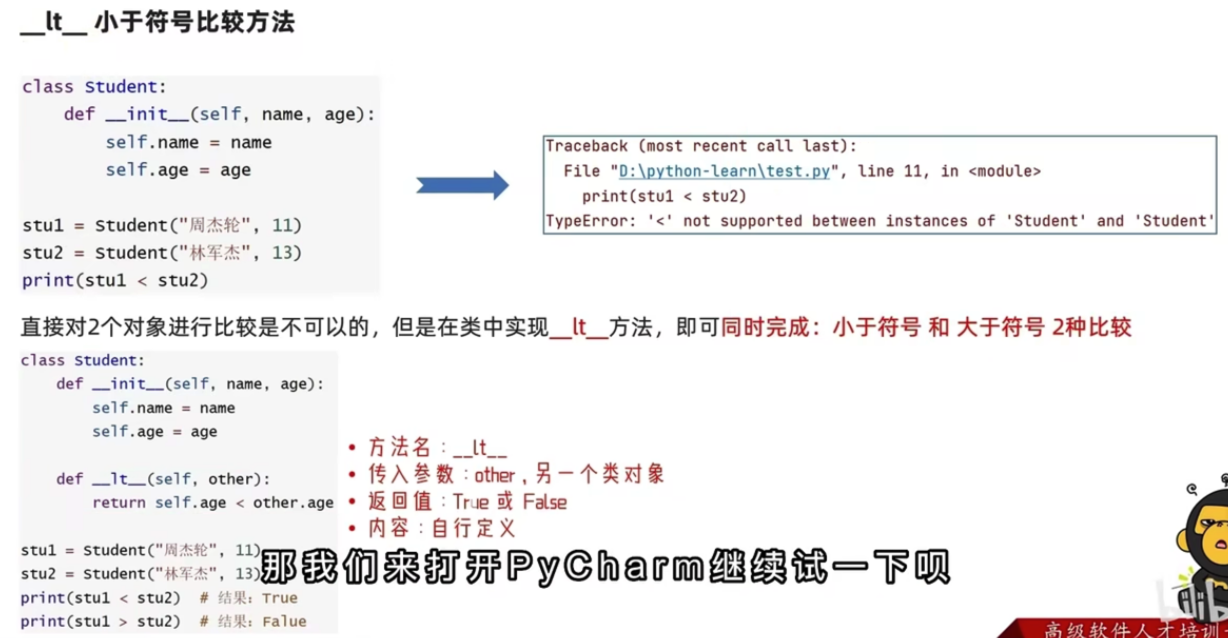 __lt__ 小于符号比较方法
class Student:
    def __init__(self, name, age):
        self.name = name
        self.age = age
stu1 = Student("周杰轮", 11)
stu2 = Student("林军杰", 13)
print(stu1 < stu2)
Traceback (most recent call last):
  File "D:\python-learn\test.py", line 11, in <module>
    print(stu1 < stu2)
TypeError: '<' not supported between instances of 'Student' and 'Student'
直接对2个对象进行比较是不可以的，但是在类中实现__lt__方法，即可同时完成：小于符号 和 大于符号 2种比较
class Student:
    def __init__(self, name, age):
        self.name = name
        self.age = age
    def __lt__(self, other):
        return self.age < other.age
stu1 = Student("周杰轮", 11)
stu2 = Student("林军杰", 13)
print(stu1 < stu2)  # 结果：True
print(stu1 > stu2)  # 结果：Falue
• 方法名：__lt__
• 传入参数：other，另一个类对象
• 返回值：True 或 False
• 内容：自行定义
那我们来打开PyCharm继续试一下呗
高级软件人才培训